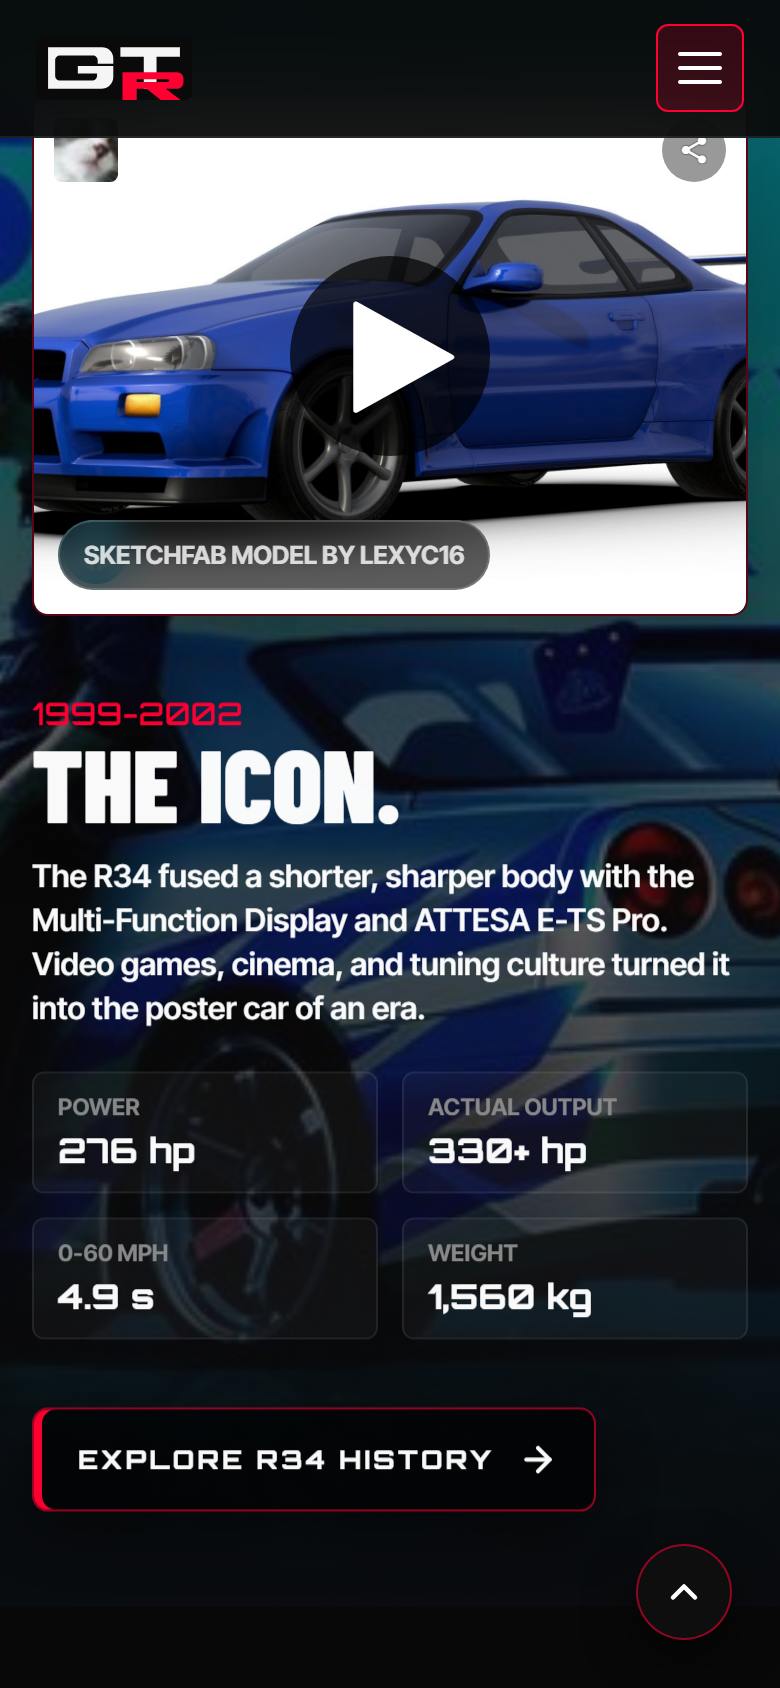 GTR
SKETCHFAB MODEL BY LEXYC16
1999-2002
THE ICON.
The R34 fused a shorter, sharper body with the
Multi-Function Display and ATTESA E-TS Pro.
Video games, cinema, and tuning culture turned it
into the poster car of an era.
POWER
276 hp
ACTUAL OUTPUT
330+ hp
0-60 MPH
4.9 s
WEIGHT
1,560 kg
EXPLORE R34 HISTORY